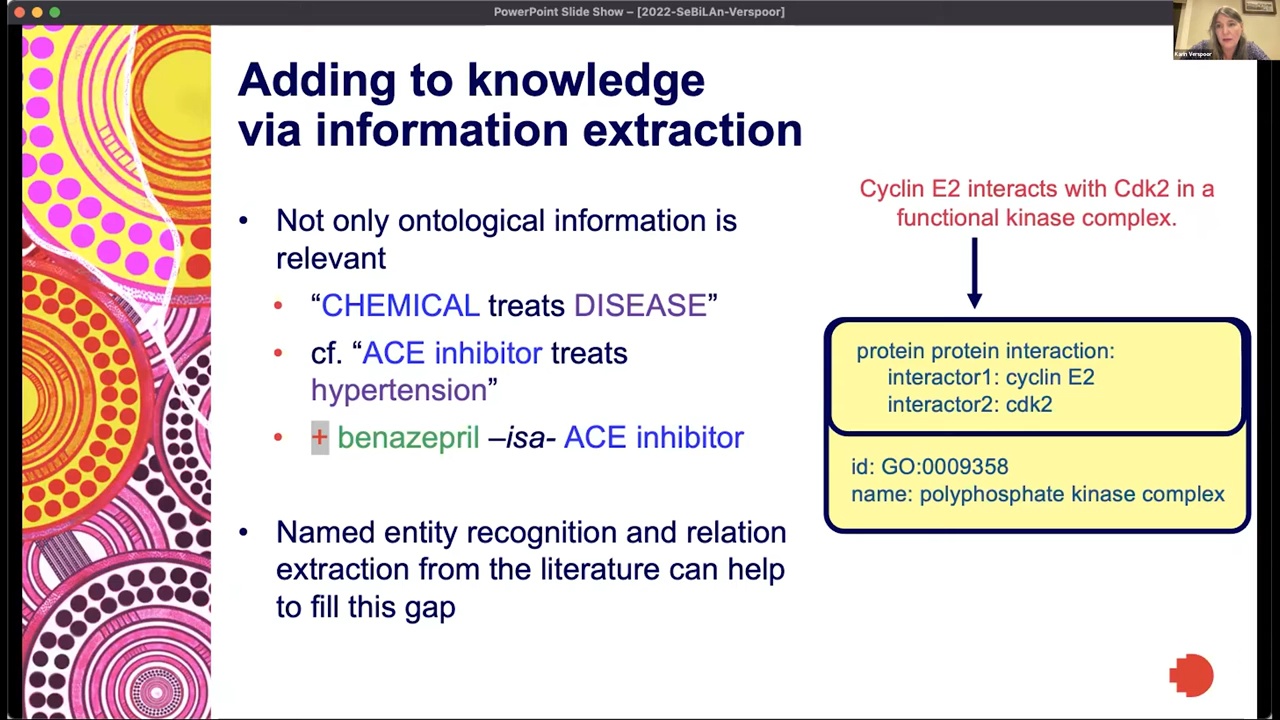 PowerPoint Slide Show – [2022-SeBiLAn-Verspoor]
Karin Verspoor
Adding to knowledge
via information extraction
• Not only ontological information is
relevant
• “CHEMICAL treats DISEASE”
• cf. “ACE inhibitor treats
hypertension”
• + benazepril –isa- ACE inhibitor
• Named entity recognition and relation
extraction from the literature can help
to fill this gap
Cyclin E2 interacts with Cdk2 in a
functional kinase complex.
protein protein interaction:
interactor1: cyclin E2
interactor2: cdk2
id: GO:0009358
name: polyphosphate kinase complex